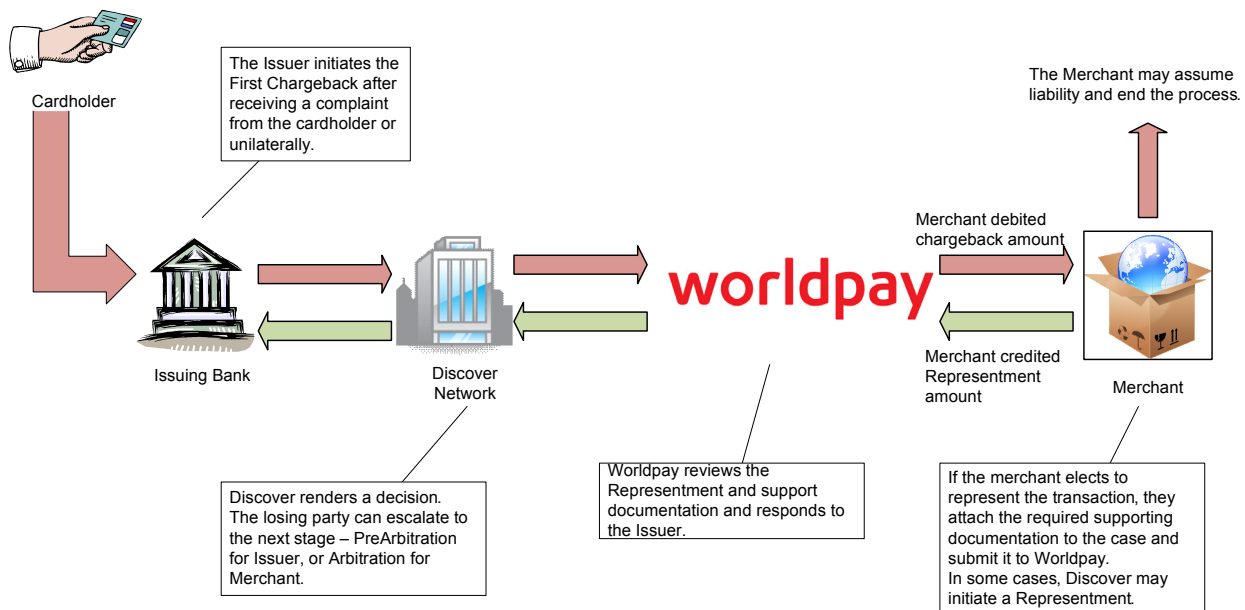 Cardholder
The Issuer initiates the
First Chargeback after
receiving a complaint
from the cardholder or
unilaterally.
The Merchant may assume
liability and end the process.
Merchant debited
chargeback amount
worldpay
Merchant credited
Representment
amount
Issuing Bank
Discover
Network
Merchant
Discover renders a decision.
The losing party can escalate to
the next stage – PreArbitration
for Issuer, or Arbitration for
Merchant.
Worldpay reviews the
Representment and support
documentation and responds to
the Issuer.
If the merchant elects to
represent the transaction, they
attach the required supporting
documentation to the case and
submit it to Worldpay.
In some cases, Discover may
initiate a Representment.